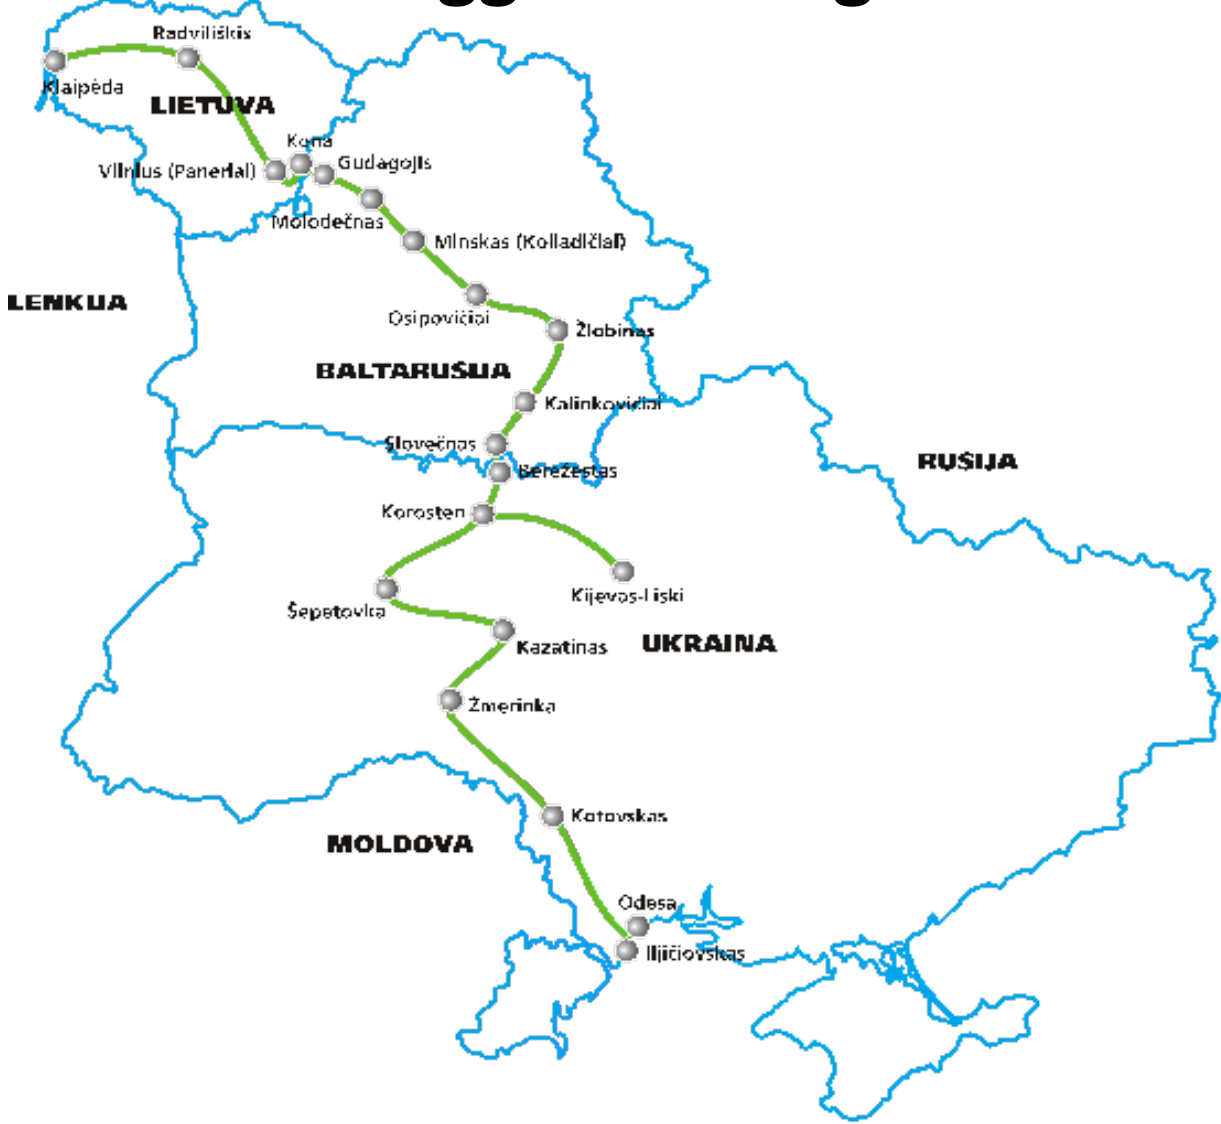 Radviliškis
Klaipėda
LIETUVA
Kena
Vilnius (Paneriai)
Gudagojis
Molodečnas
Minskas (Koliadičiai)
LENKIJA
Osipovičiai
Žlobinas
BALTARUSIJA
Kalinkovičiai
Slovečnas
Berežestas
RUSIJA
Korosten
Kijevas-Liski
Šepetovka
UKRAINA
Kazatinas
Žmerinka
Kotovskas
MOLDOVA
Odesa
Iljičiovskas